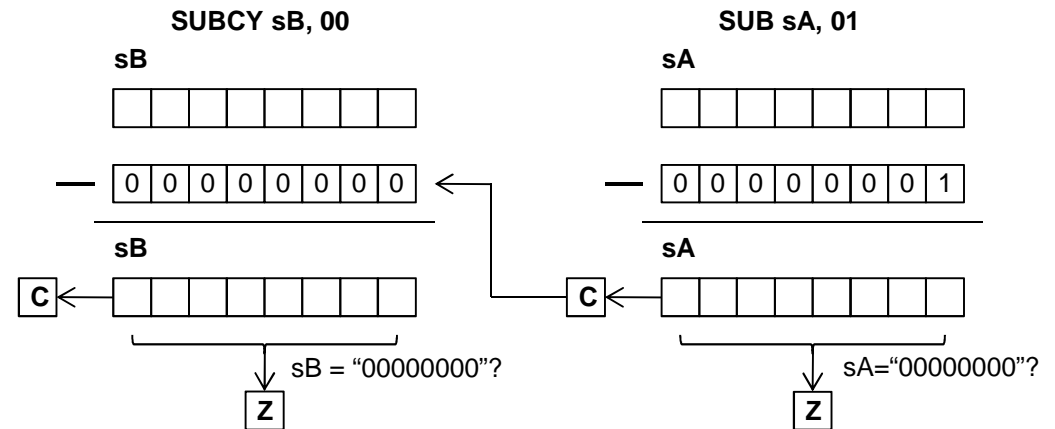 SUBCY sB, 00 SUB sA, 01
sB sA
0 0 0 0 0 0 0 0 0 0 0 0 0 0 0 1
sB sA
C C
sB = “00000000”? sA=“00000000”?
Z Z